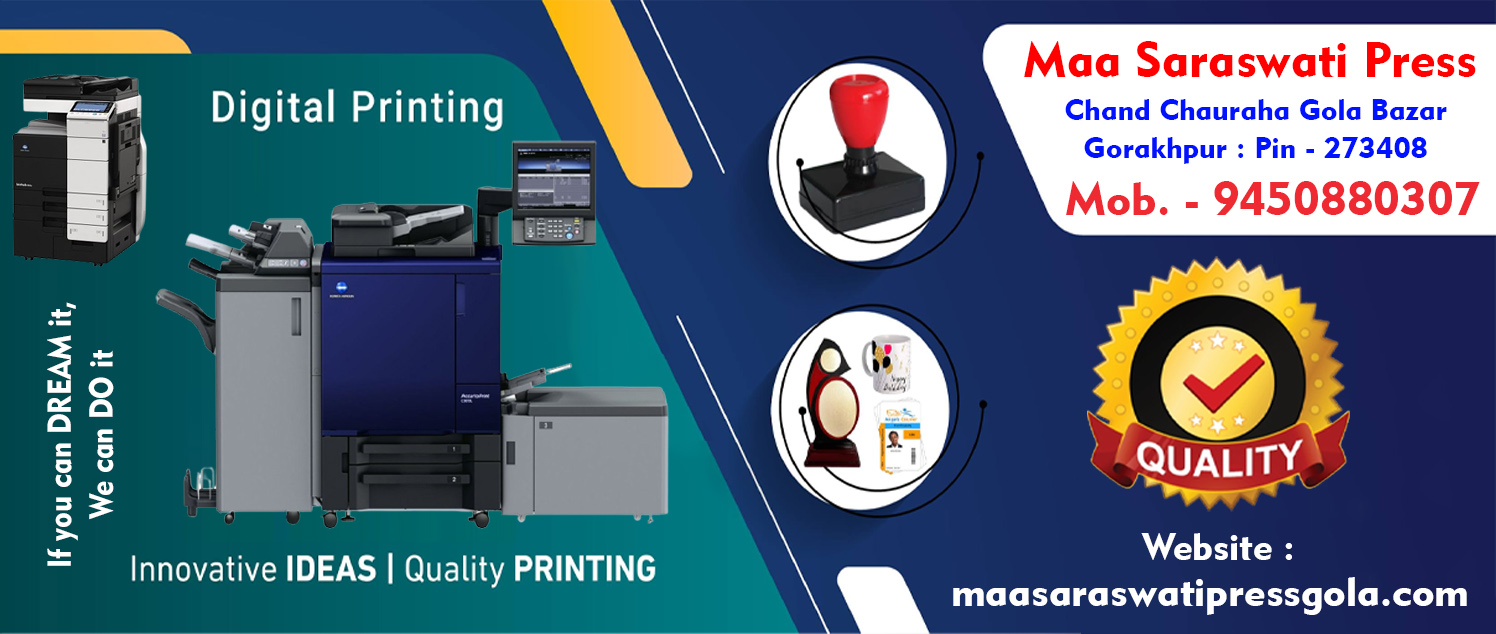 Digital Printing
If you can DREAM it,
We can DO it
Innovative IDEAS | Quality PRINTING
Maa Saraswati Press
Chand Chauraha Gola Bazar
Gorakhpur : Pin - 273408
Mob. - 9450880307
QUALITY
Website :
maasaraswatipressgola.com